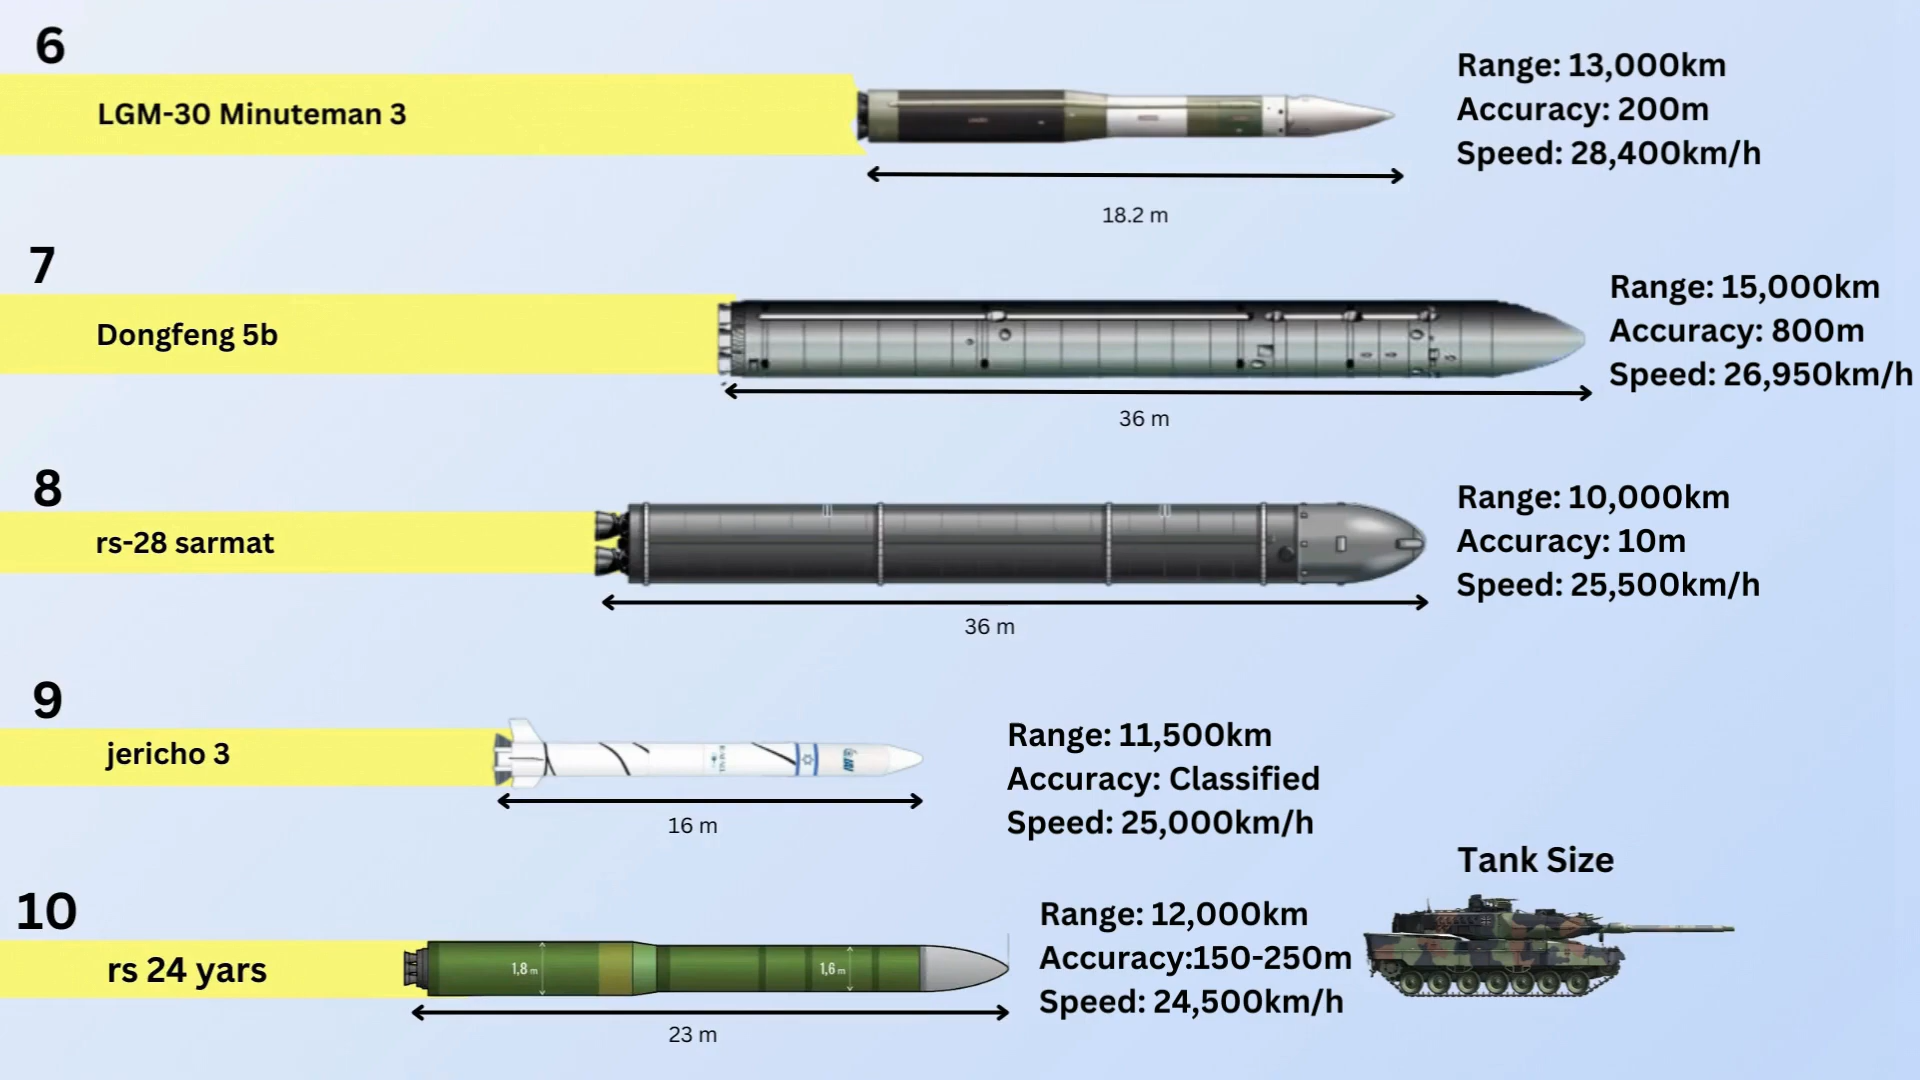 6
LGM-30 Minuteman 3
Range: 13,000km
Accuracy: 200m
Speed: 28,400km/h
18.2 m
7
Dongfeng 5b
Range: 15,000km
Accuracy: 800m
Speed: 26,950km/h
36 m
8
rs-28 sarmat
Range: 10,000km
Accuracy: 10m
Speed: 25,500km/h
36 m
9
jericho 3
Range: 11,500km
Accuracy: Classified
Speed: 25,000km/h
16 m
10
rs 24 yars
1,8 m
1,6 m
Range: 12,000km
Accuracy:150-250m
Speed: 24,500km/h
23 m
Tank Size